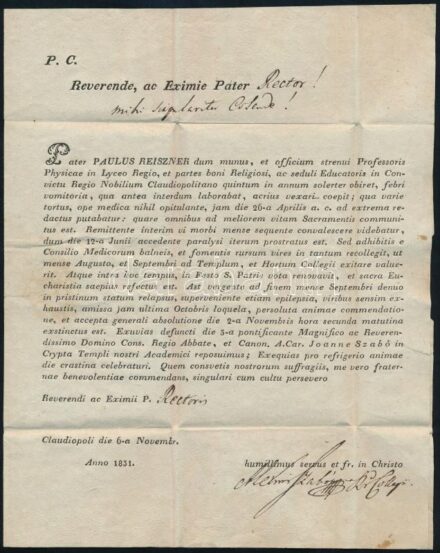 P. C.
Reverende, ac Eximie Pater Rector!
mihi singulariter Colende!
Pater PAULUS REISZNER dum munus, et officium strenui Professoris
Physicae in Lyceo Regio, et partes boni Religiosi, ac seduli Educatoris in Con-
victu Regio Nobilium Claudiopolitano quintum in annum solerter obiret, febri
vomitoria, qua antea interdum laborabat, acrius vexari coepit; qua varie
tortus, ope medica nihil opitulante, jam die 26-a Aprilis a. c. ad extrema re-
dactus putabatur: quare omnibus ad meliorem vitam Sacramentis communi-
tus est. Remittente interim vi morbi mense sequente convalescere videbatur,
dum die 12-a Junii accedente paralysi iterum prostratus est. Sed adhibitis e
Consilio Medicorum balneis, et fomentis rursum vires in tantum recollegit, ut
mense Augusto, et Septembri ad Templum, et Hortum Collegii exitare value-
rit. Atque intra hoc tempus, in Festo S. Patris vota renovavit, et sacra Eu-
charistia saepius refectus est. Ast vergente ad finem mense Septembri denuo
in pristinum statum relapsus, superveniente etiam epilepsia, viribus sensim ex-
haustis, amissa jam ultima Octobris loquela, persoluta animae commendatio-
ne, et accepta generali absolutione die 2-a Novembris hora secunda matutina
exstinctus est. Exuvias defuncti die 3-a pontificante Magnifico ac Reveren-
dissimo Domino Cons. Regio Abbate, et Canon. A.Car. Joanne Szabò in
Crypta Templi nostri Academici reposuimus; Exequias pro refrigerio animae
die crastina celebraturi. Quem consvetis nostrorum suffragiis, me vero frater-
nae benevolentiae commendans, singulari cum cultu persevero
Reverendi ac Eximii P. Rectoris
Claudiopoli die 6-a Novembr.
Anno 1831.
humillimus servus et fr. in Christo